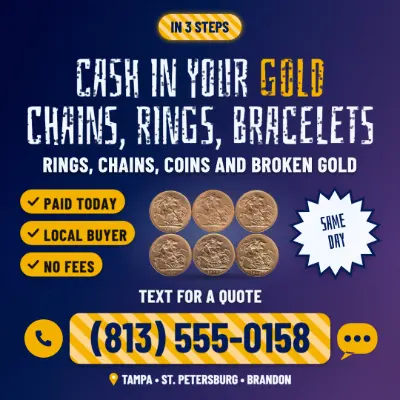 IN 3 STEPS
CASH IN YOUR GOLD
CHAINS, RINGS, BRACELETS
RINGS, CHAINS, COINS AND BROKEN GOLD
PAID TODAY
LOCAL BUYER
NO FEES
SAME
DAY
TEXT FOR A QUOTE
(813) 555-0158
TAMPA • ST. PETERSBURG • BRANDON